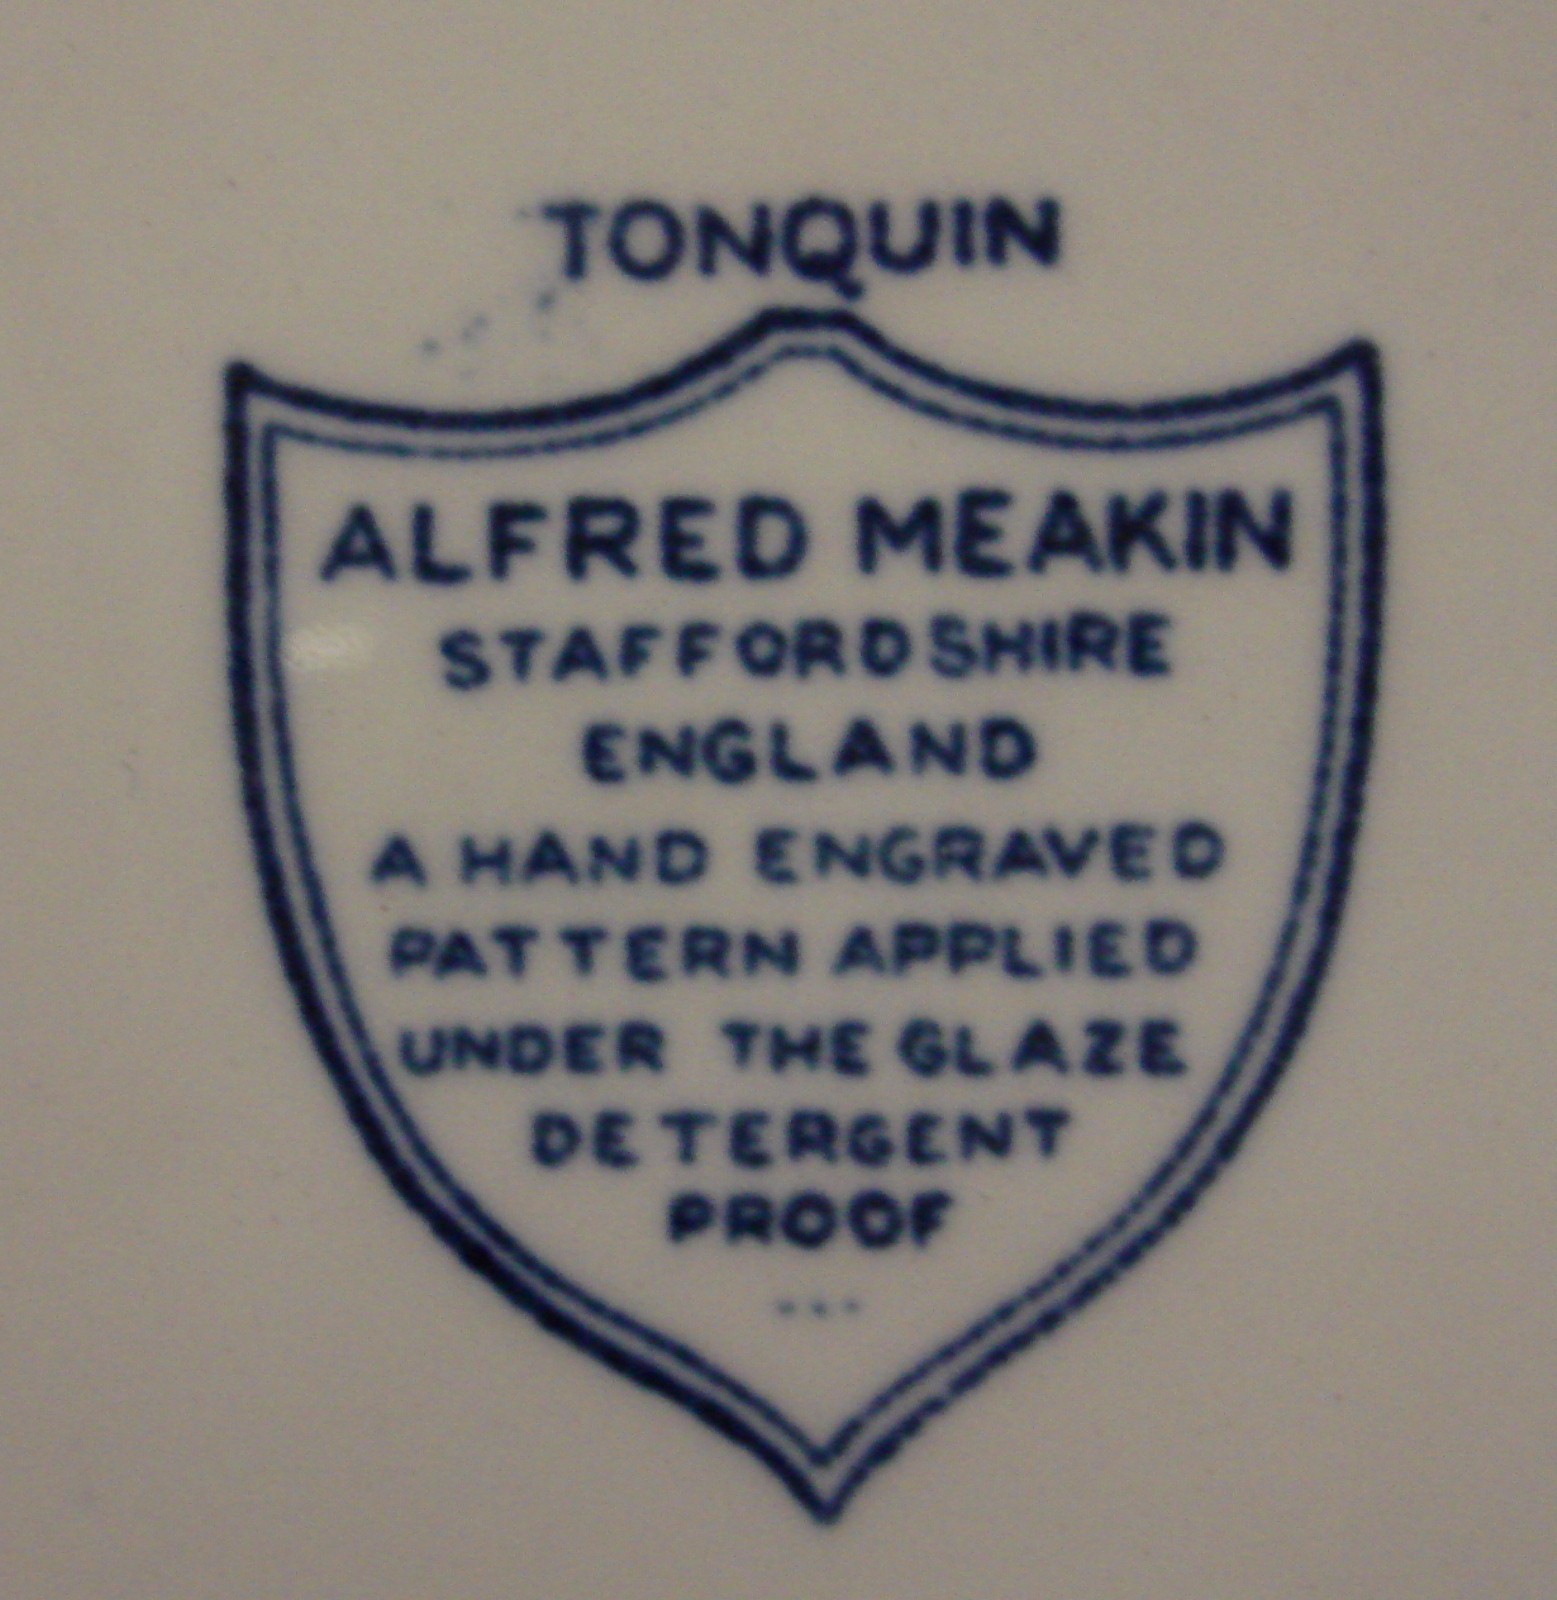 TONQUIN
ALFRED MEAKIN
STAFFORDSHIRE
ENGLAND
A HAND ENGRAVED
PATTERN APPLIED
UNDER THE GLAZE
DETERGENT
PROOF
...